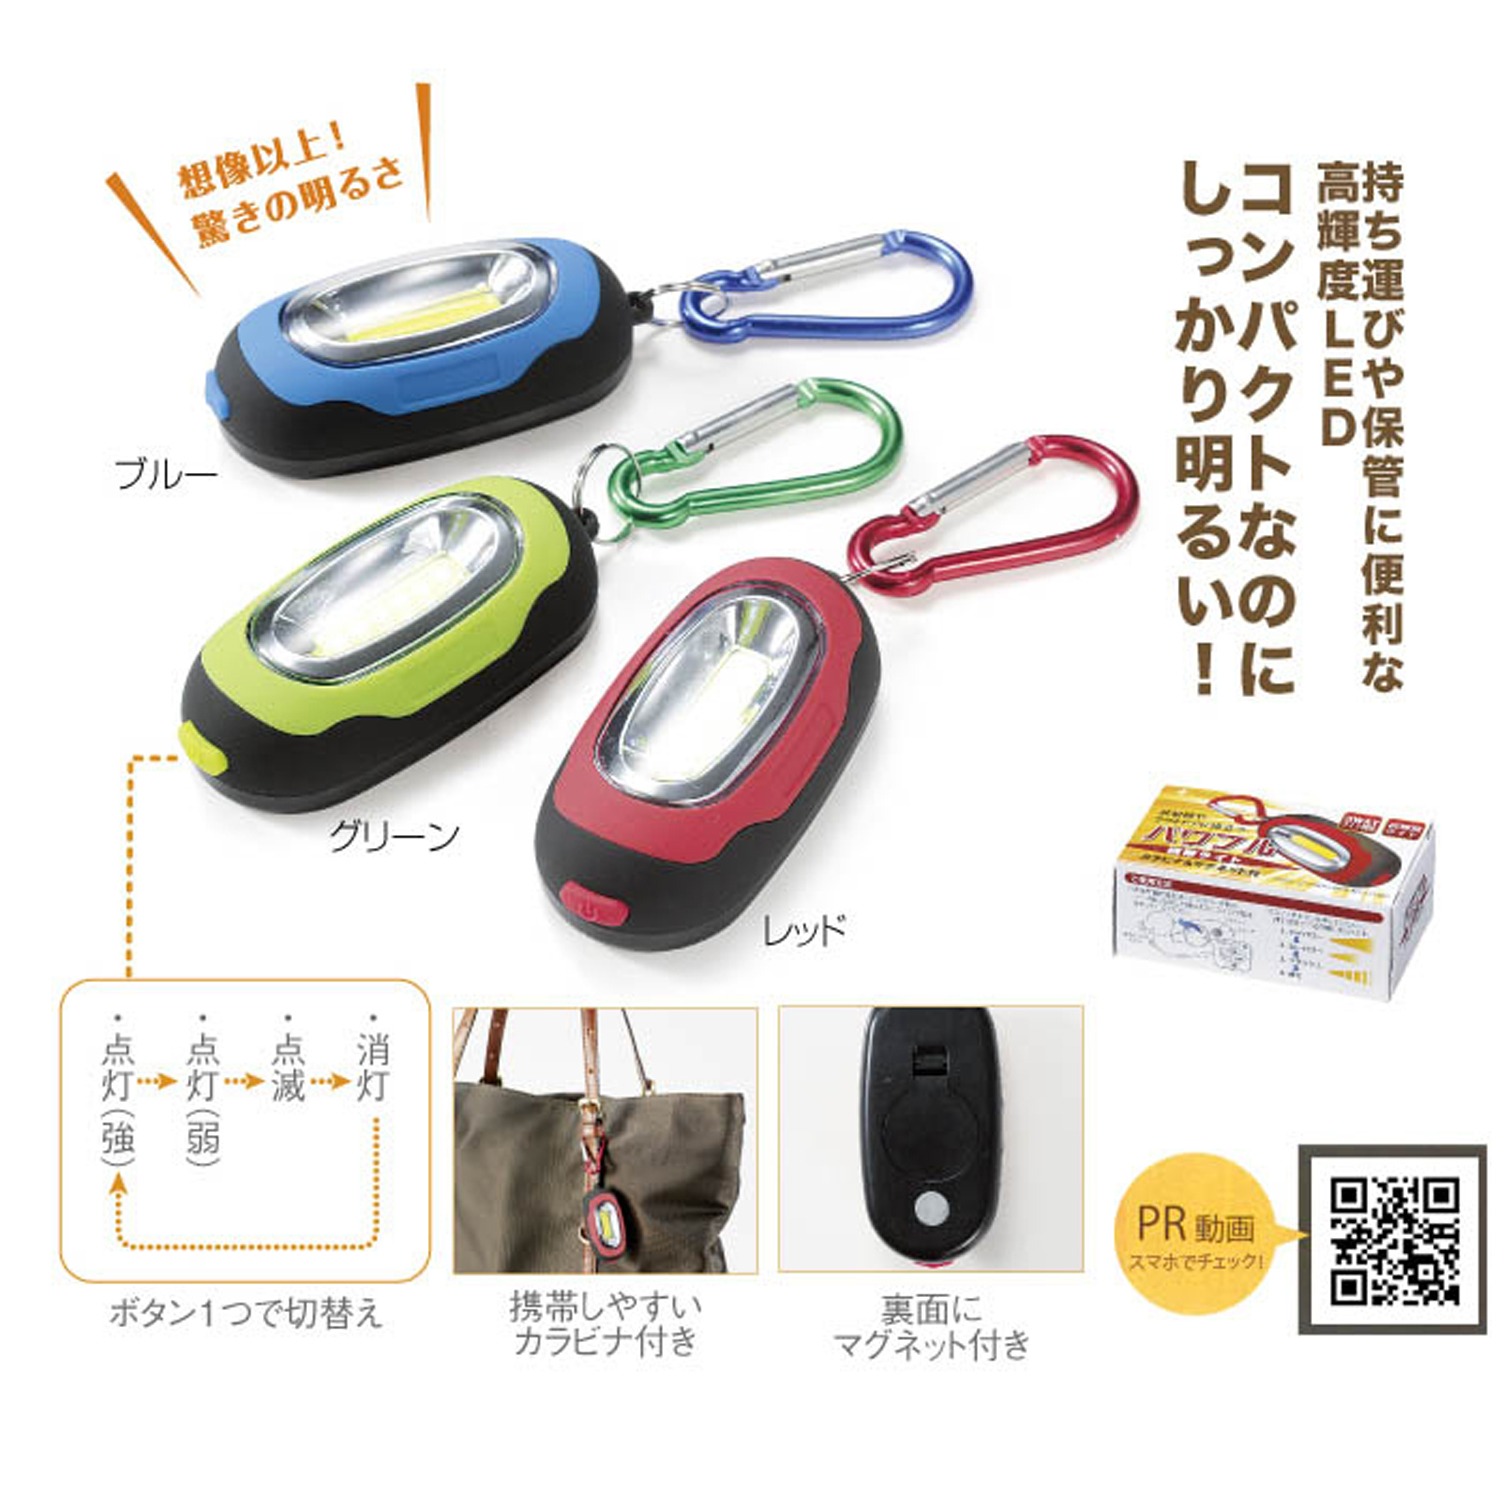 想像以上！
驚きの明るさ
持ち運びや保管に便利な
高輝度LED
コンパクトなのに
しっかり明るい！
ブルー
グリーン
レッド
パワフル
・点灯(強)
・点灯(弱)
・点滅
・消灯
ボタン1つで切替え
携帯しやすい
カラビナ付き
裏面に
マグネット付き
PR動画
スマホでチェック！